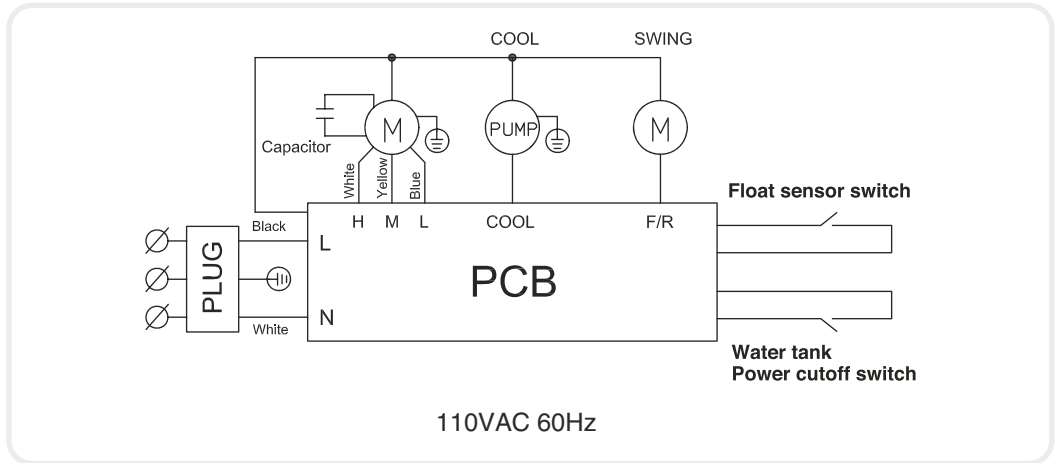 COOL
SWING
M
PUMP
M
Capacitor
White
Yellow
Blue
Float sensor switch
H
M
L
COOL
F/R
Black
L
PLUG
PCB
N
White
Water tank
Power cutoff switch
110VAC 60Hz